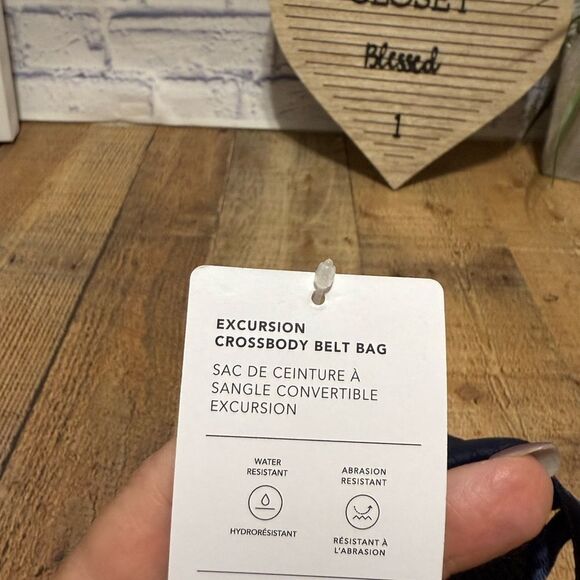 CLOSET
Blessed
1
EXCURSION
CROSSBODY BELT BAG
SAC DE CEINTURE À
SANGLE CONVERTIBLE
EXCURSION
WATER
RESISTANT
HYDRORÉSISTANT
ABRASION
RESISTANT
RÉSISTANT À
L'ABRASION